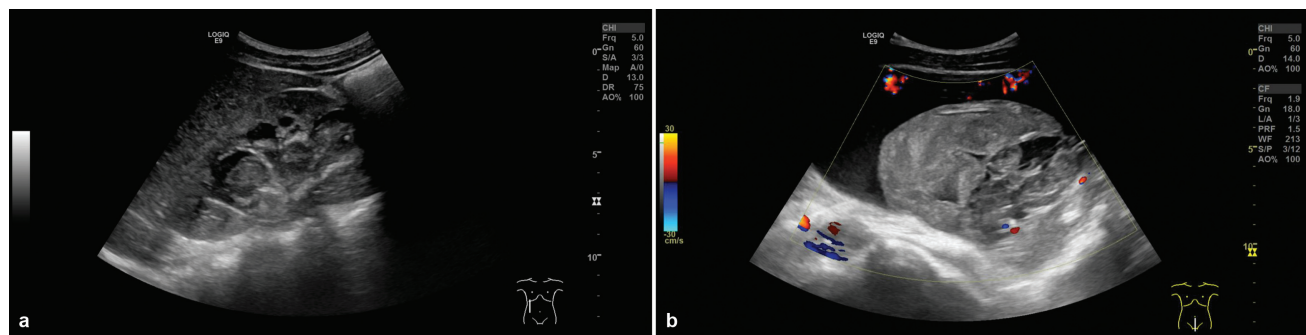 LOGIQ
E9
CHI
Frq 5.0
Gn 60
S/A 3/3
Map A/0
D 13.0
DR 75
AO% 100
0
5
10
a
LOGIQ
E9
CHI
Frq 5.0
Gn 60
D 14.0
AO% 100
CF
Frq 1.9
Gn 18.0
L/A 1/3
PRF 1.5
WF 213
S/P 3/12
AO% 100
30
-30
cm/s
0
5
10
b